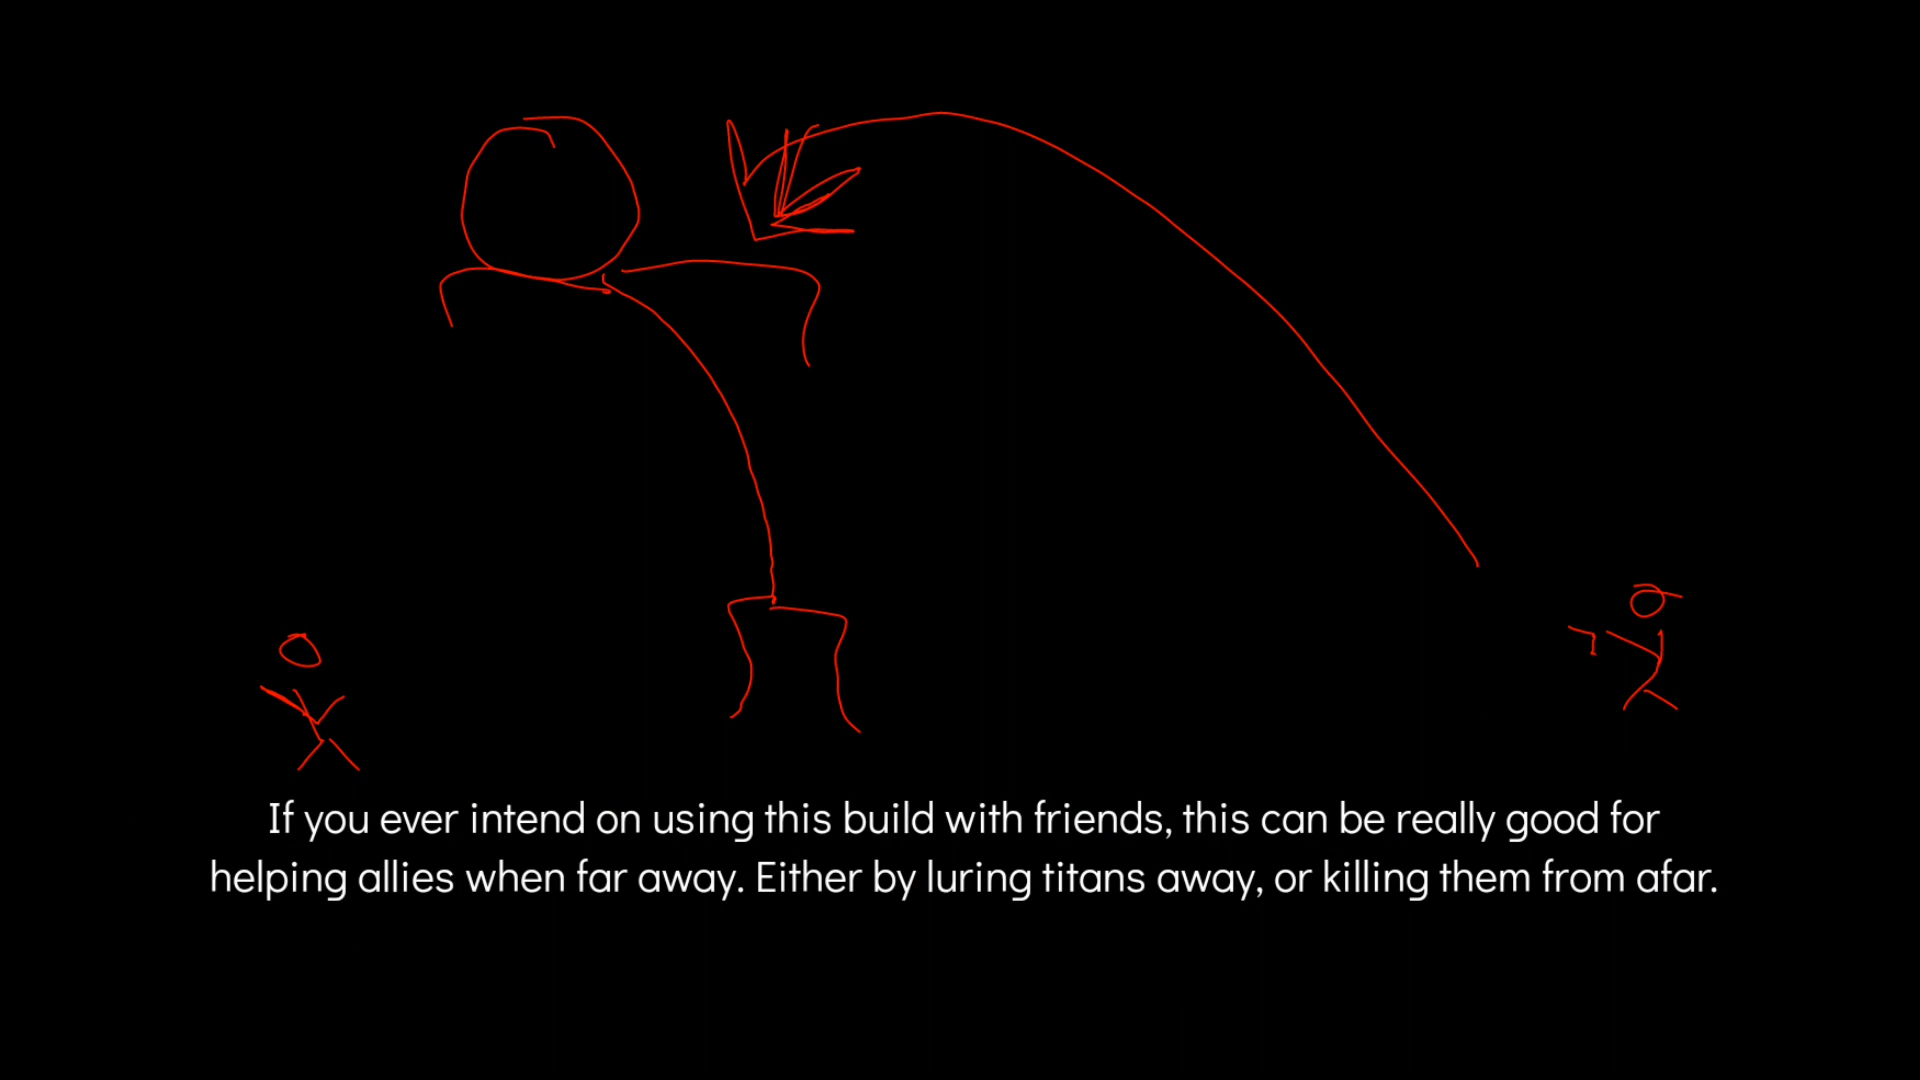 If you ever intend on using this build with friends, this can be really good for
helping allies when far away. Either by luring titans away, or killing them from afar.